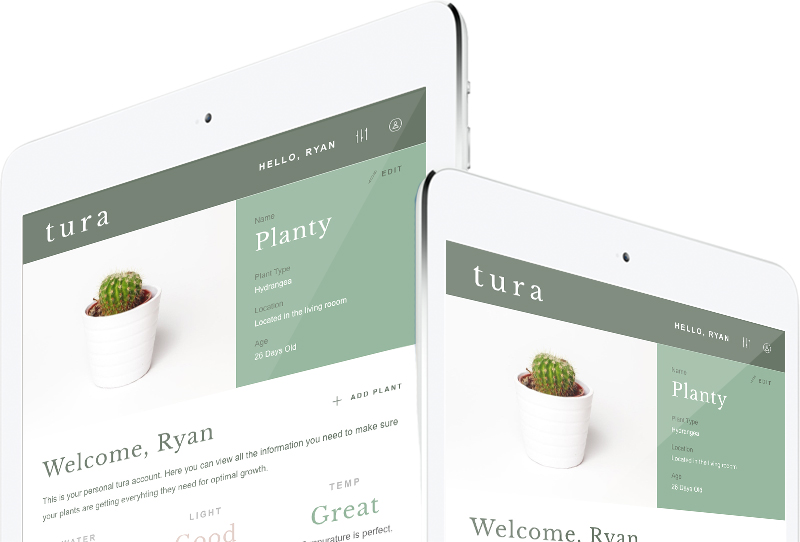 HELLO, RYAN
tura
EDIT
Name
Planty
Plant Type
Hydrangea
Location
Located in the living rooom
Age
26 Days Old
ADD PLANT
Welcome, Ryan
This is your personal tura account. Here you can view all the information you need to make sure
your plants are getting everyhting they need for optimal growth.
WATER
LIGHT
Good
TEMP
Great
is perfect.
tura
HELLO, RYAN
EDIT
Name
Planty
Plant Type
Hydrangea
Location
Located in the living rooom
Age
26 Days Old
Welcome, Ryan